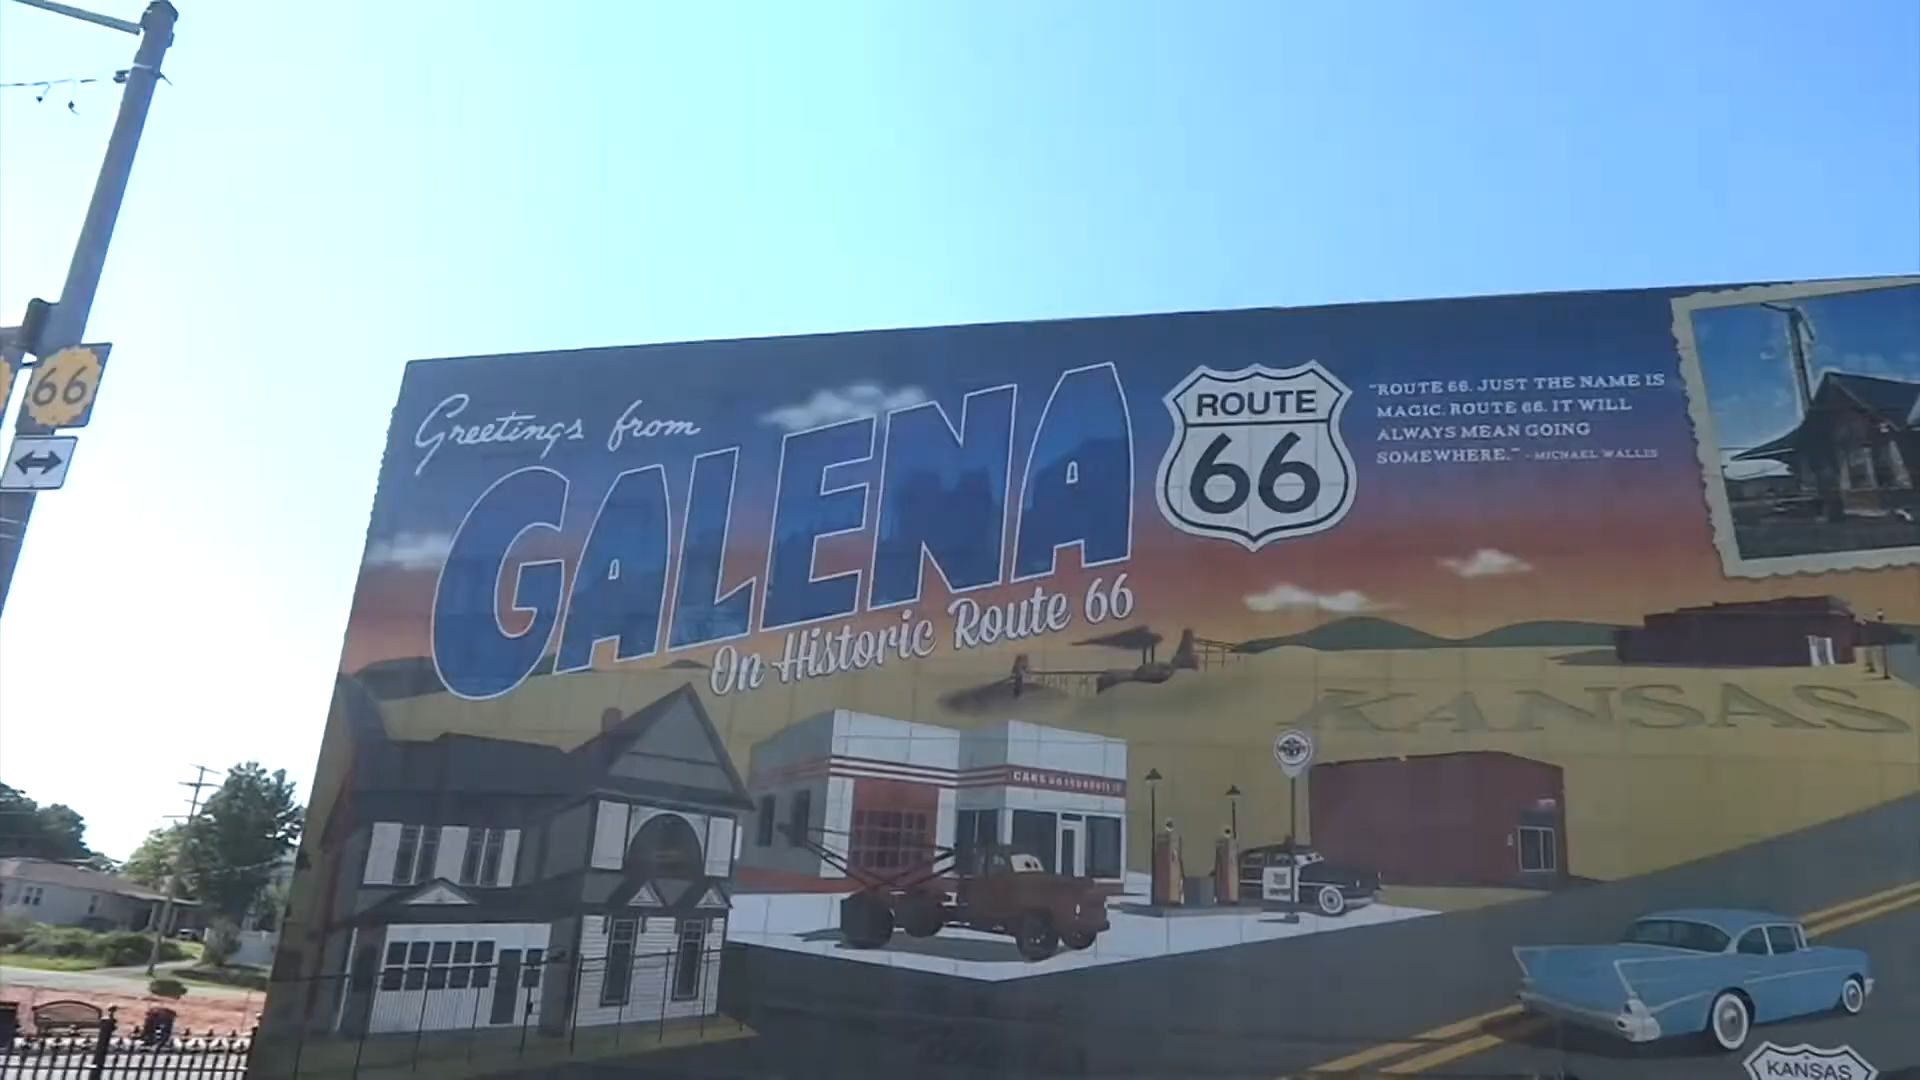 66
Greetings from
GALENA
On Historic Route 66
ROUTE
66
"ROUTE 66. JUST THE NAME IS
MAGIC. ROUTE 66. IT WILL
ALWAYS MEAN GOING
SOMEWHERE." - MICHAEL WALLIS
KANSAS
KANSAS